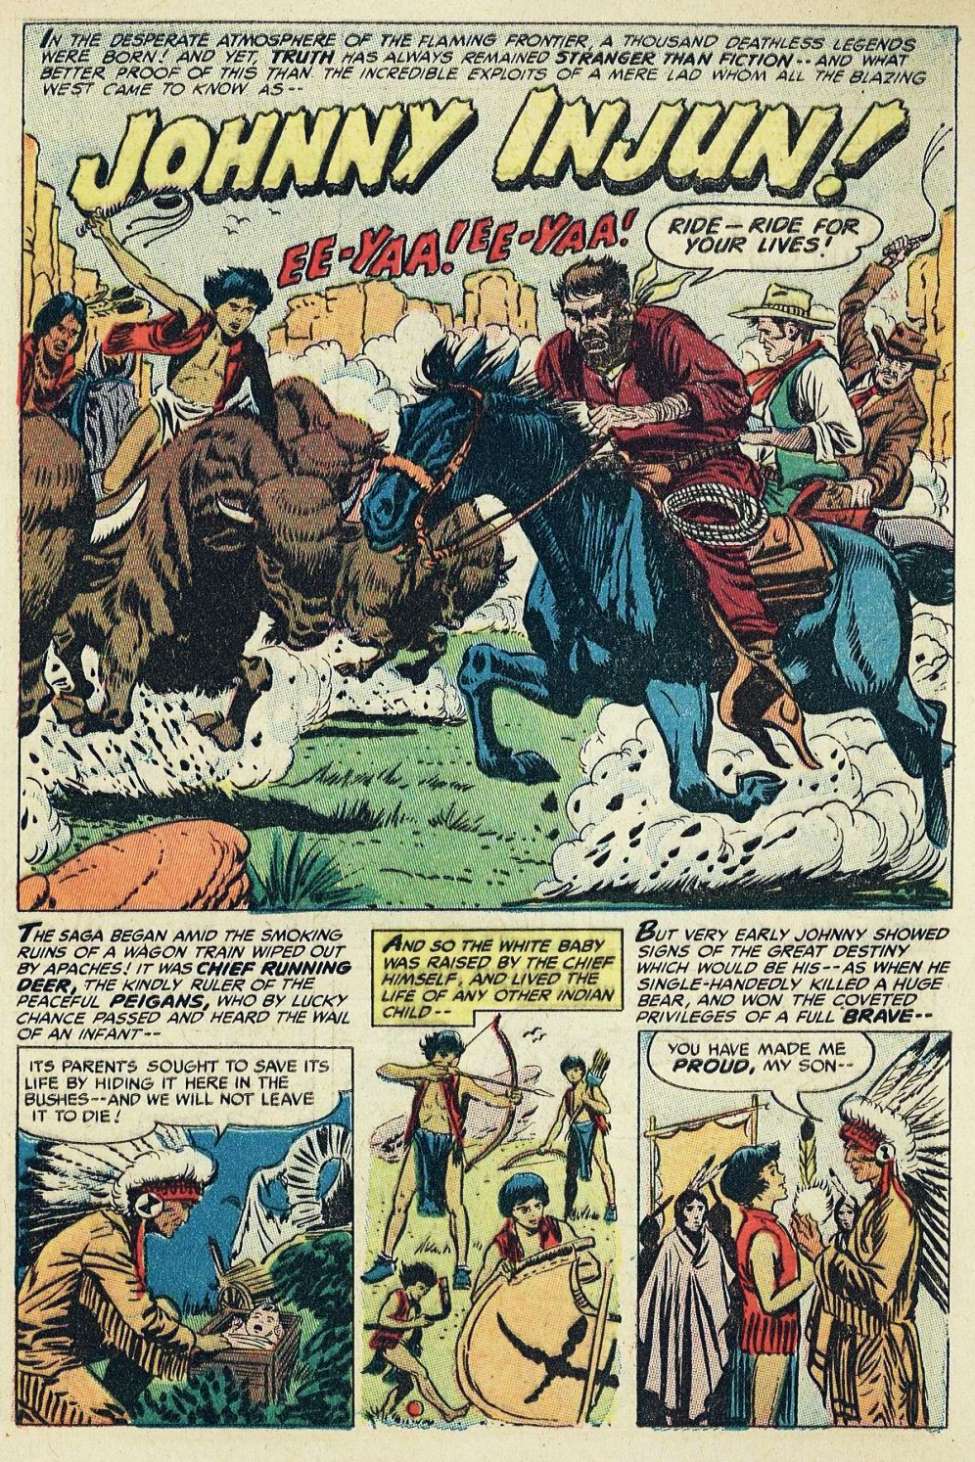 IN THE DESPERATE ATMOSPHERE OF THE FLAMING FRONTIER, A THOUSAND DEATHLESS LEGENDS
WERE BORN! AND YET, TRUTH HAS ALWAYS REMAINED STRANGER THAN FICTION--AND WHAT
BETTER PROOF OF THIS THAN THE INCREDIBLE EXPLOITS OF A MERE LAD WHOM ALL THE BLAZING
WEST CAME TO KNOW AS--
JOHNNY INJUN!
EE-YAA! EE-YAA!
RIDE-- RIDE FOR
YOUR LIVES!
THE SAGA BEGAN AMID THE SMOKING
RUINS OF A WAGON TRAIN WIPED OUT
BY APACHES! IT WAS CHIEF RUNNING
DEER, THE KINDLY RULER OF THE
PEACEFUL PEIGANS, WHO BY LUCKY
CHANCE PASSED AND HEARD THE WAIL
OF AN INFANT--
ITS PARENTS SOUGHT TO SAVE ITS
LIFE BY HIDING IT HERE IN THE
BUSHES--AND WE WILL NOT LEAVE
IT TO DIE!
AND SO THE WHITE BABY
WAS RAISED BY THE CHIEF
HIMSELF, AND LIVED THE
LIFE OF ANY OTHER INDIAN
CHILD--
BUT VERY EARLY JOHNNY SHOWED
SIGNS OF THE GREAT DESTINY
WHICH WOULD BE HIS--AS WHEN HE
SINGLE-HANDEDLY KILLED A HUGE
BEAR, AND WON THE COVETED
PRIVILEGES OF A FULL BRAVE--
YOU HAVE MADE ME
PROUD, MY SON--